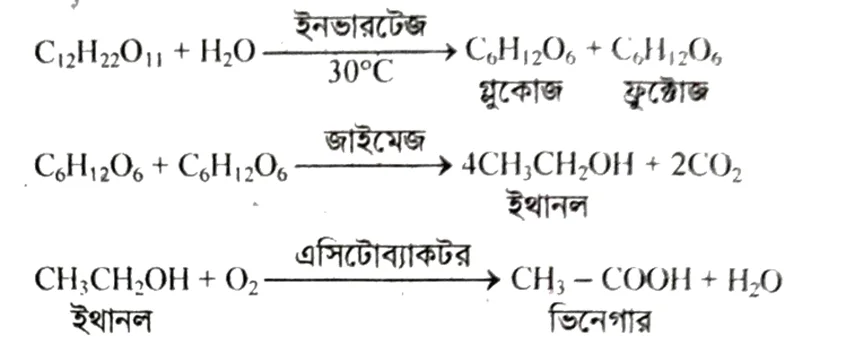 ইনভারটেজ
C₁₂H₂₂O₁₁ + H₂O ⟶ C₆H₁₂O₆ + C₆H₁₂O₆
30°C
গ্লুকোজ ফ্রুক্টোজ
জাইমেজ
C₆H₁₂O₆ + C₆H₁₂O₆ ⟶ 4CH₃CH₂OH + 2CO₂
ইথানল
এসিটোব্যাকটর
CH₃CH₂OH + O₂ ⟶ CH₃ – COOH + H₂O
ইথানল ভিনেগার